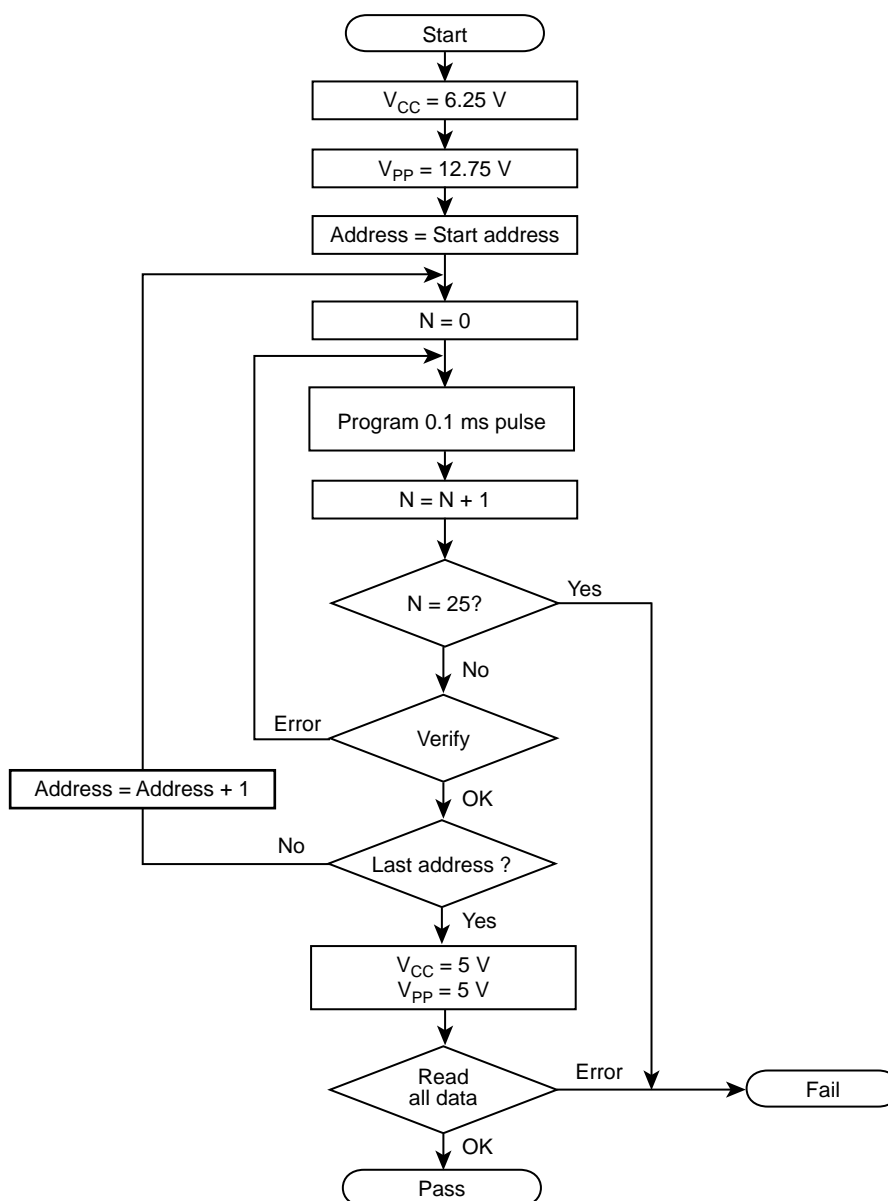 Start
V_CC = 6.25 V
V_PP = 12.75 V
Address = Start address
N = 0
Program 0.1 ms pulse
N = N + 1
N = 25?
Yes
No
Error
Verify
Address = Address + 1
OK
No
Last address ?
Yes
V_CC = 5 V
V_PP = 5 V
Read
all data
Error
Fail
OK
Pass